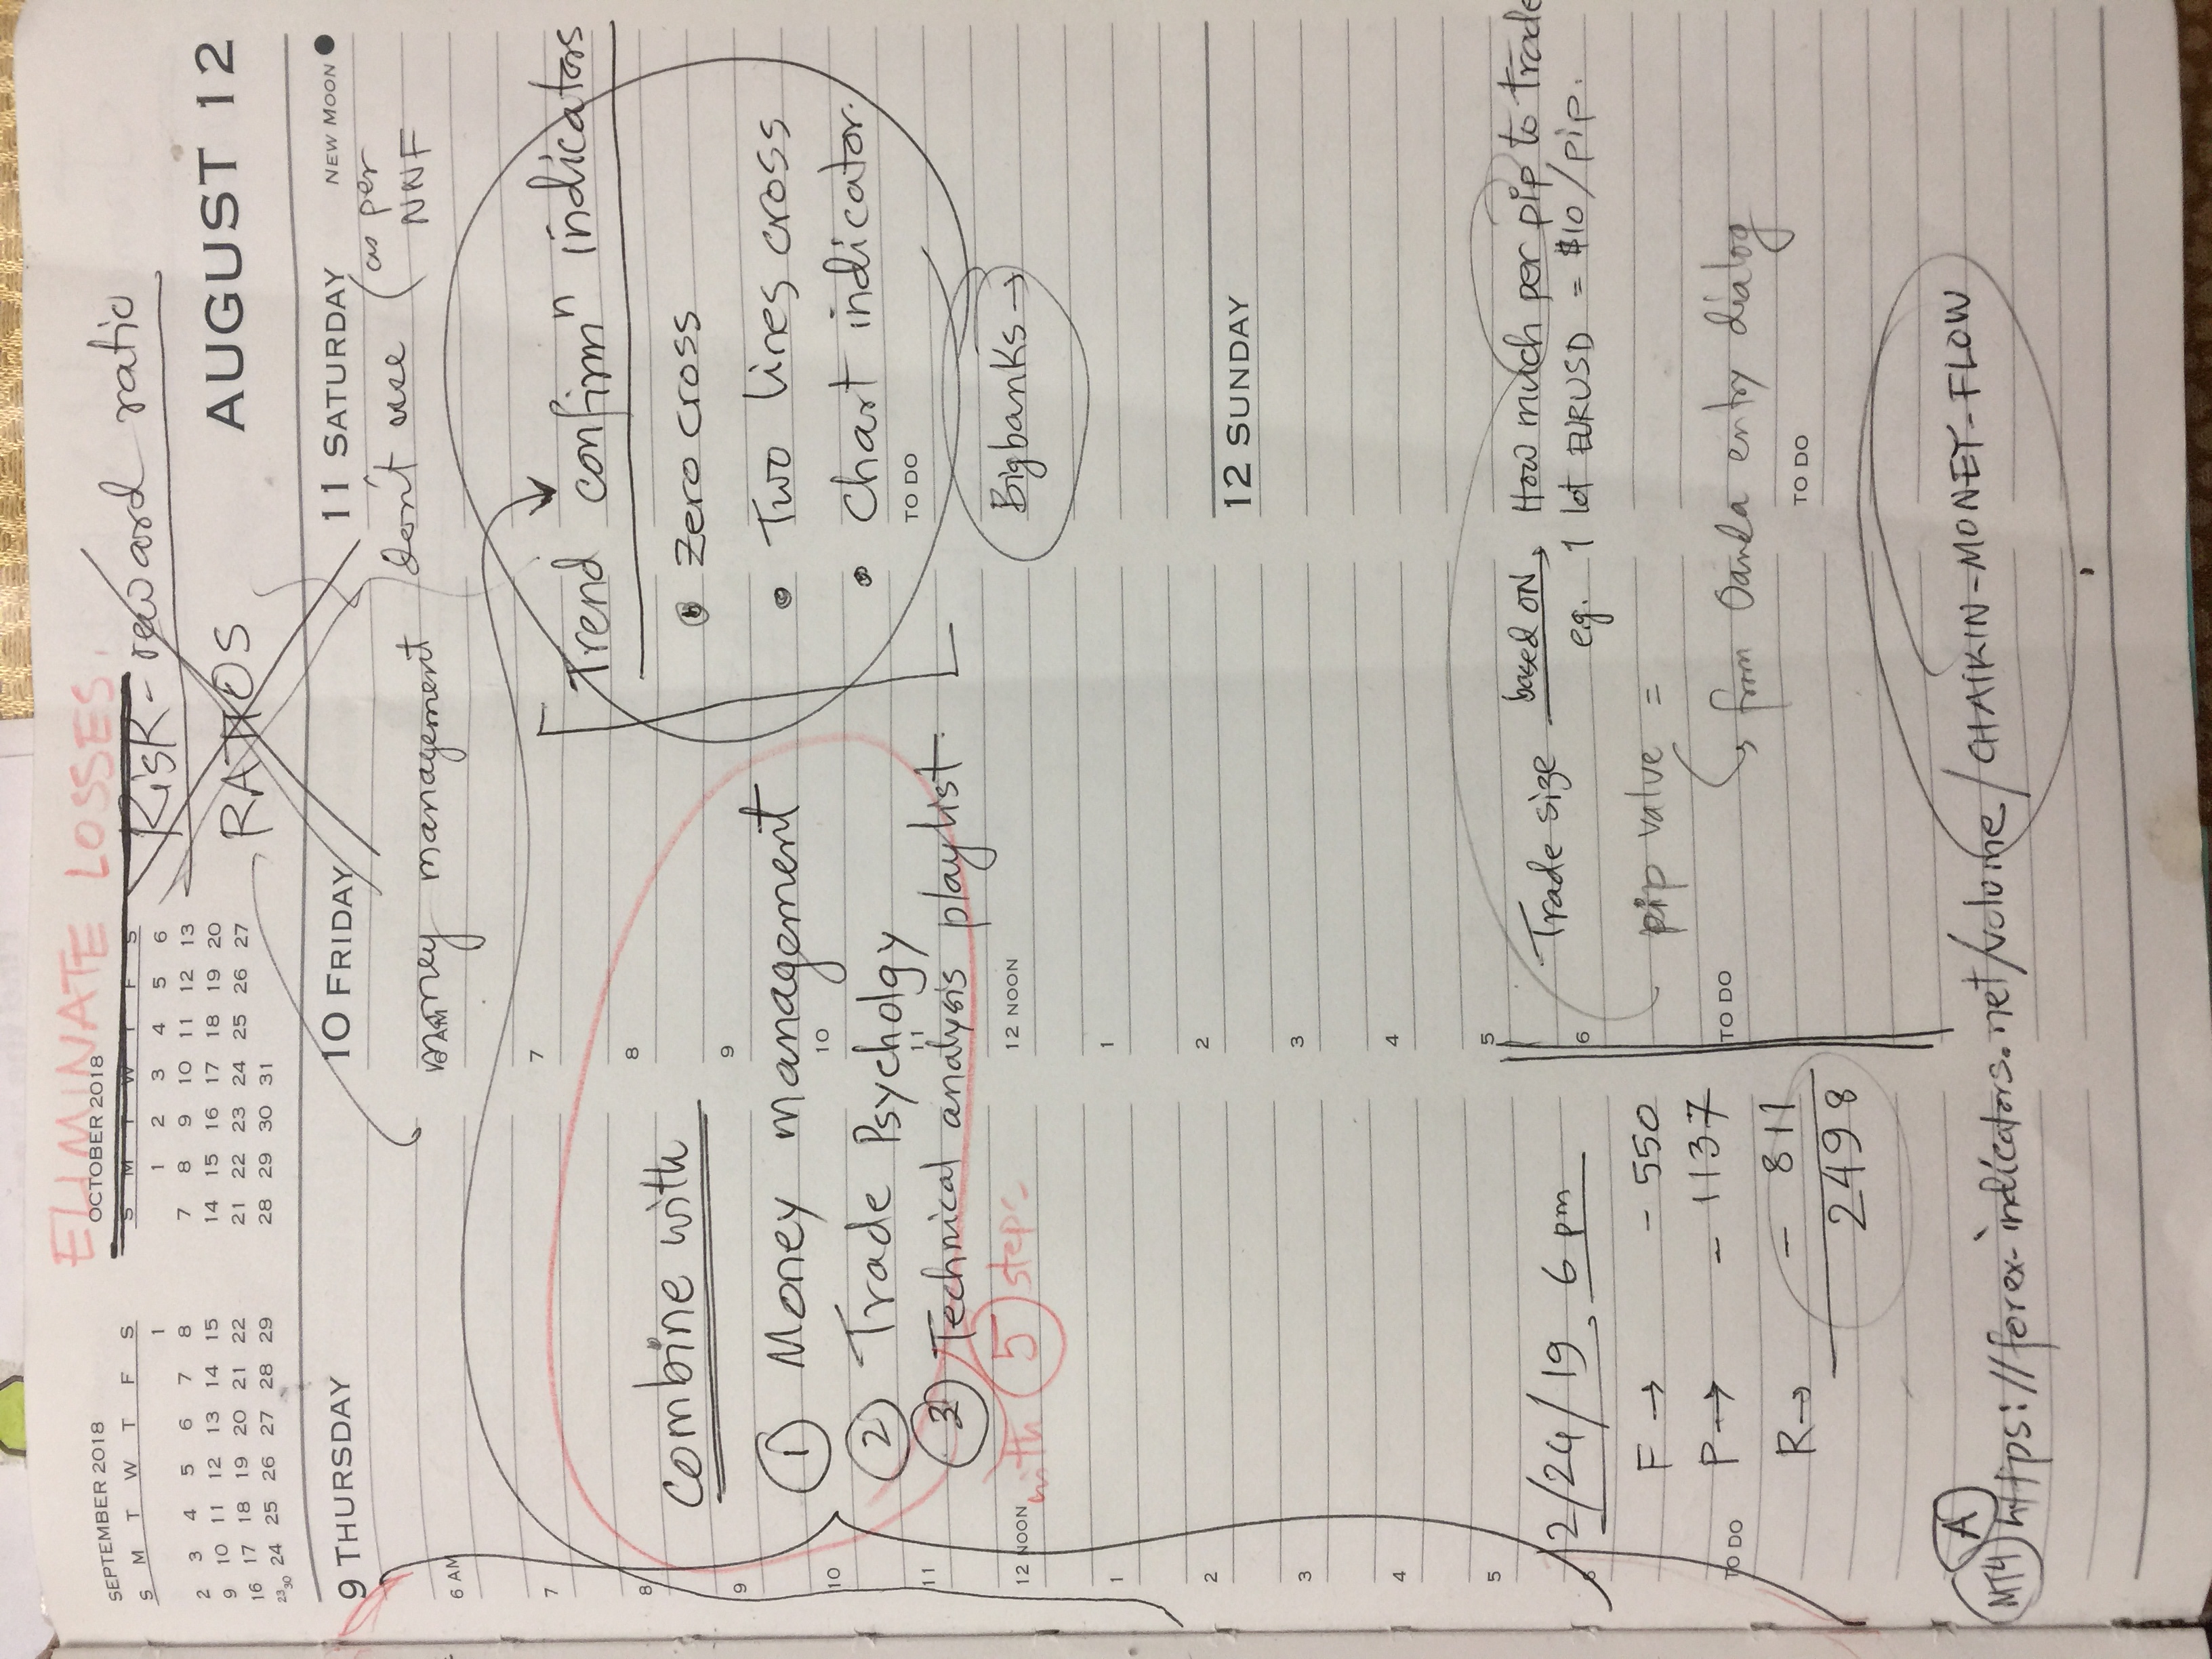 ELIMINATE LOSSES.
SEPTEMBER 2018
S M T W T F S
1
2 3 4 5 6 7 8
9 10 11 12 13 14 15
16 17 18 19 20 21 22
23 30 24 25 26 27 28 29
OCTOBER 2018
S M T W T F S
1 2 3 4 5 6
7 8 9 10 11 12 13
14 15 16 17 18 19 20
21 22 23 24 25 26 27
28 29 30 31
Risk-reward ratio
RATIOS
AUGUST 12
9 THURSDAY
10 FRIDAY
11 SATURDAY
NEW MOON
money management
don't use (as per
NNF
6 AM
6 AM
7
7
Trend confirmⁿ indicators
Zero cross
Two lines cross
Chart indicator.
8
8
combine with
9
9
① Money management
10
10
② Trade Psycholgy
11
11
③ Technical analysis playlist.
with 5 steps
12 NOON
12 NOON
TO DO
Bigbanks →
1
1
2
2
12 SUNDAY
3
3
4
4
5
5
6
6
2/24/19 6 pm
F → - 550
P → - 1137
R → - 811
2498
TO DO
TO DO
Trade size based ON → How much per pip to trade
e.g. 1 lot EURUSD = $10/pip.
pip value =
from Oanda entry dialog
TO DO
A
MT4 https://forex-indicators.net/volume/CHAIKIN-MONEY-FLOW